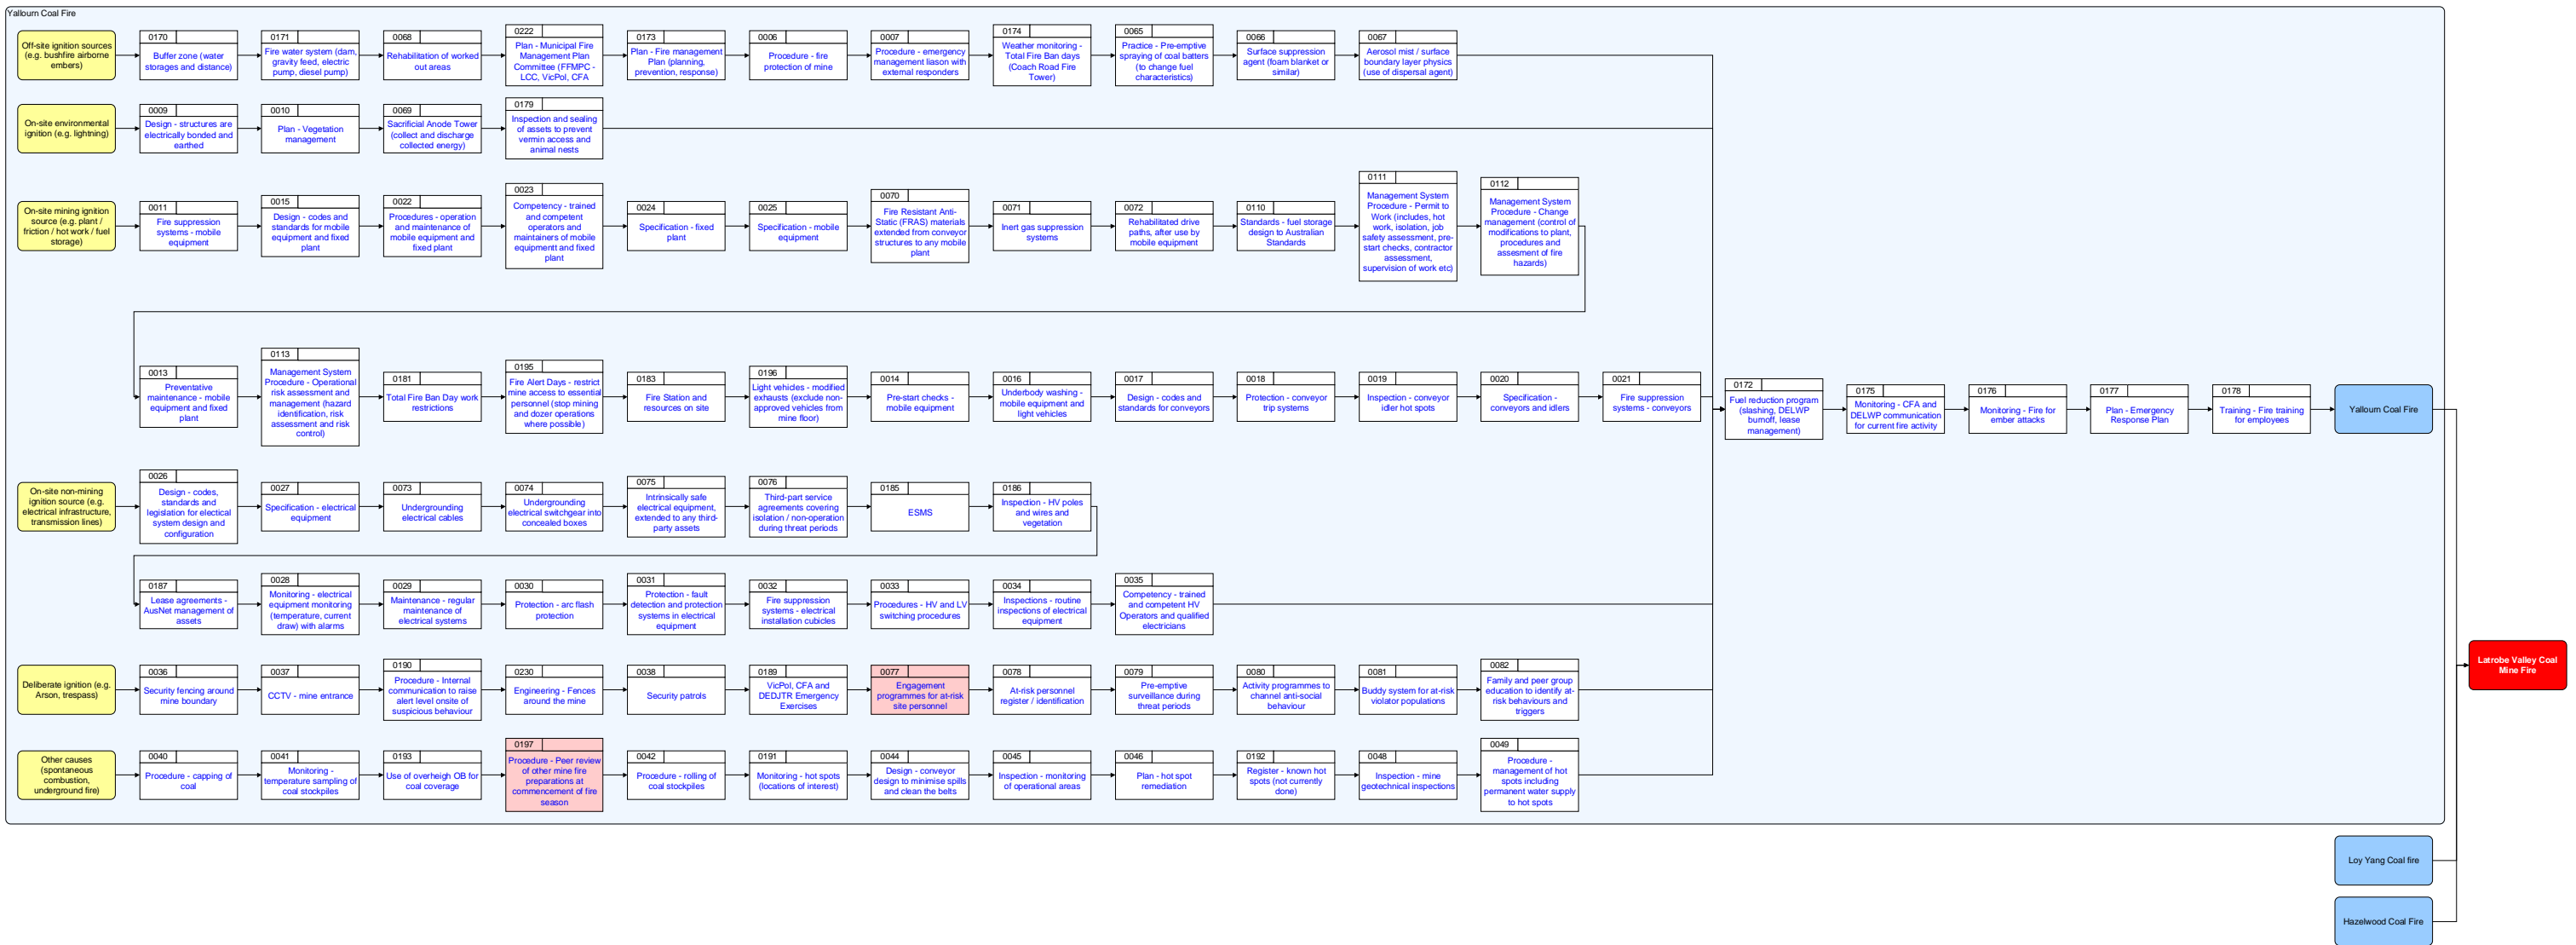 Yallourn Coal Fire
Off-site ignition sources
(e.g. bushfire airborne
embers)
0170
Buffer zone (water
storages and distance)
0171
Fire water system (dam,
gravity feed, electric
pump, diesel pump)
0068
Rehabilitation of worked
out areas
0222
Plan - Municipal Fire
Management Plan
Committee (FFMPC -
LCC, VicPol, CFA
0173
Plan - Fire management
Plan (planning,
prevention, response)
0006
Procedure - fire
protection of mine
0007
Procedure - emergency
management liason with
external responders
0174
Weather monitoring -
Total Fire Ban days
(Coach Road Fire
Tower)
0065
Practice - Pre-emptive
spraying of coal batters
(to change fuel
characteristics)
0066
Surface suppression
agent (foam blanket or
similar)
0067
Aerosol mist / surface
boundary layer physics
(use of dispersal agent)
On-site environmental
ignition (e.g. lightning)
0009
Design - structures are
electrically bonded and
earthed
0010
Plan - Vegetation
management
0069
Sacrificial Anode Tower
(collect and discharge
collected energy)
0179
Inspection and sealing
of assets to prevent
vermin access and
animal nests
On-site mining ignition
source (e.g. plant /
friction / hot work / fuel
storage)
0011
Fire suppression
systems - mobile
equipment
0015
Design - codes and
standards for mobile
equipment and fixed
plant
0022
Procedures - operation
and maintenance of
mobile equipment and
fixed plant
0023
Competency - trained
and competent
operators and
maintainers of mobile
equipmentt and fixed
plant
0024
Specification - fixed
plant
0025
Specification - mobile
equipment
0070
Fire Resistant Anti-
Static (FRAS) materials
extended from conveyor
structures to any mobile
plant
0071
Inert gas suppression
systems
0072
Rehabilitated drive
paths, after use by
mobile equipment
0110
Standards - fuel storage
design to Australian
Standards
0111
Management System
Procedure - Permit to
Work (includes, hot
work, isolation, job
safety assessment, pre-
start checks, contractor
assessment,
supervision of work etc)
0112
Management System
Procedure - Change
management (control of
modifications to plant,
procedures and
assesment of fire
hazards)
0013
Preventative
maintenance - mobile
equipment and fixed
plant
0113
Management System
Procedure - Operational
risk assessment and
management (hazard
identification, risk
assessment and risk
control)
0181
Total Fire Ban Day work
restrictions
0195
Fire Alert Days - restrict
mine access to essential
personnel (stop mining
and dozer operations
where possible)
0183
Fire Station and
resources on site
0196
Light vehicles - modified
exhausts (exclude non-
approved vehicles from
mine floor)
0014
Pre-start checks -
mobile equipment
0016
Underbody washing -
mobile equipment and
light vehicles
0017
Design - codes and
standards for conveyors
0018
Protection - conveyor
trip systems
0019
Inspection - conveyor
idler hot spots
0020
Specification -
conveyors and idlers
0021
Fire suppression
systems - conveyors
0172
Fuel reduction program
(slashing, DELWP
burnoff, lease
management)
0175
Monitoring - CFA and
DELWP communication
for current fire activity
0176
Monitoring - Fire for
ember attacks
0177
Plan - Emergency
Response Plan
0178
Training - Fire training
for employees
Yallourn Coal Fire
On-site non-mining
ignition source (e.g.
electrical infrastructure,
transmission lines)
0026
Design - codes,
standards and
legislation for electical
system design and
configuration
0027
Specification - electrical
equipment
0073
Undergrounding
electrical cables
0074
Undergrounding
electrical switchgear into
concealed boxes
0075
Intrinsically safe
electrical equipment,
extended to any third-
party assets
0076
Third-part service
agreements covering
isolation / non-operation
during threat periods
0185
ESMS
0186
Inspection - HV poles
and wires and
vegetation
0187
Lease agreements -
AusNet management of
assets
0028
Monitoring - electrical
equipment monitoring
(temperature, current
draw) with alarms
0029
Maintenance - regular
maintenance of
electrical systems
0030
Protection - arc flash
protection
0031
Protection - fault
detection and protection
systems in electrical
equipment
0032
Fire suppression
systems - electrical
installation cubicles
0033
Procedures - HV and LV
switching procedures
0034
Inspections - routine
inspections of electrical
equipment
0035
Competency - trained
and competent HV
Operators and qualified
electricians
Deliberate ignition (e.g.
Arson, trespass)
0036
Security fencing around
mine boundary
0037
CCTV - mine entrance
0190
Procedure - Internal
communication to raise
alert level onsite of
suspicious behaviour
0230
Engineering - Fences
around the mine
0038
Security patrols
0189
VicPol, CFA and
DEDJTR Emergency
Exercises
0077
Engagement
programmes for at-risk
site personnel
0078
At-risk personnel
register / identification
0079
Pre-emptive
surveillance during
threat periods
0080
Activity programmes to
channel anti-social
behaviour
0081
Buddy system for at-risk
violator populations
0082
Family and peer group
education to identify at-
risk behaviours and
triggers
Latrobe Valley Coal
Mine Fire
Other causes
(spontaneous
combustion,
underground fire)
0040
Procedure - capping of
coal
0041
Monitoring -
temperature sampling of
coal stockpiles
0193
Use of overheigh OB for
coal coverage
0197
Procedure - Peer review
of other mine fire
preparations at
commencement of fire
season
0042
Procedure - rolling of
coal stockpiles
0191
Monitoring - hot spots
(locations of interest)
0044
Design - conveyor
design to minimise spills
and clean the belts
0045
Inspection - monitoring
of operational areas
0046
Plan - hot spot
remediation
0192
Register - known hot
spots (not currently
done)
0048
Inspection - mine
geotechnical inspections
0049
Procedure -
management of hot
spots including
permanent water supply
to hot spots
Loy Yang Coal fire
Hazelwood Coal Fire